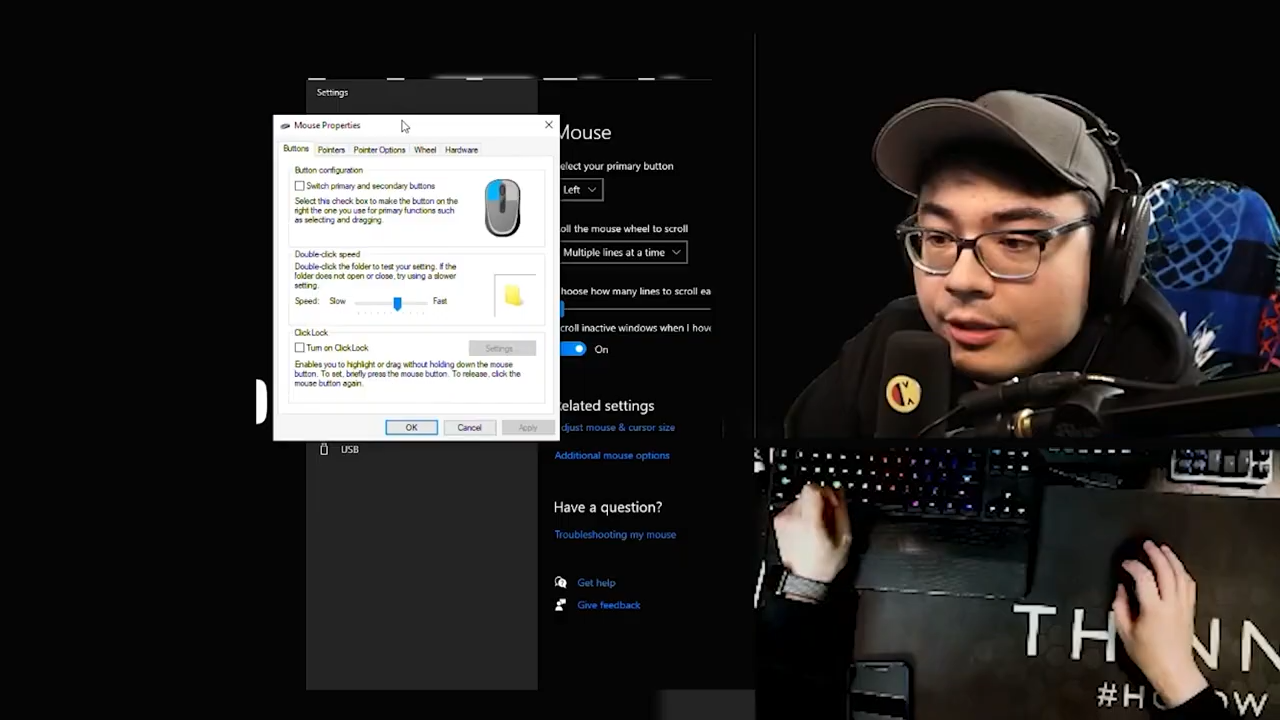 Settings
Mouse Properties
Buttons Pointers Pointer Options Wheel Hardware
Button configuration
Switch primary and secondary buttons
Select this check box to make the button on the
right the one you use for primary functions such
as selecting and dragging.
Double-click speed
Double-click the folder to test your setting. If the
folder does not open or close, try using a slower
setting.
Speed: Slow Fast
ClickLock
Turn on ClickLock
Settings...
Enables you to highlight or drag without holding down the mouse
button. To set, briefly press the mouse button. To release, click the
mouse button again.
OK Cancel Apply
USB
Mouse
elect your primary button
Left
oll the mouse wheel to scroll
Multiple lines at a time
hoose how many lines to scroll ea
croll inactive windows when I hov
On
elated settings
djust mouse & cursor size
Additional mouse options
Have a question?
Troubleshooting my mouse
Get help
Give feedback
TH NN
#H OW